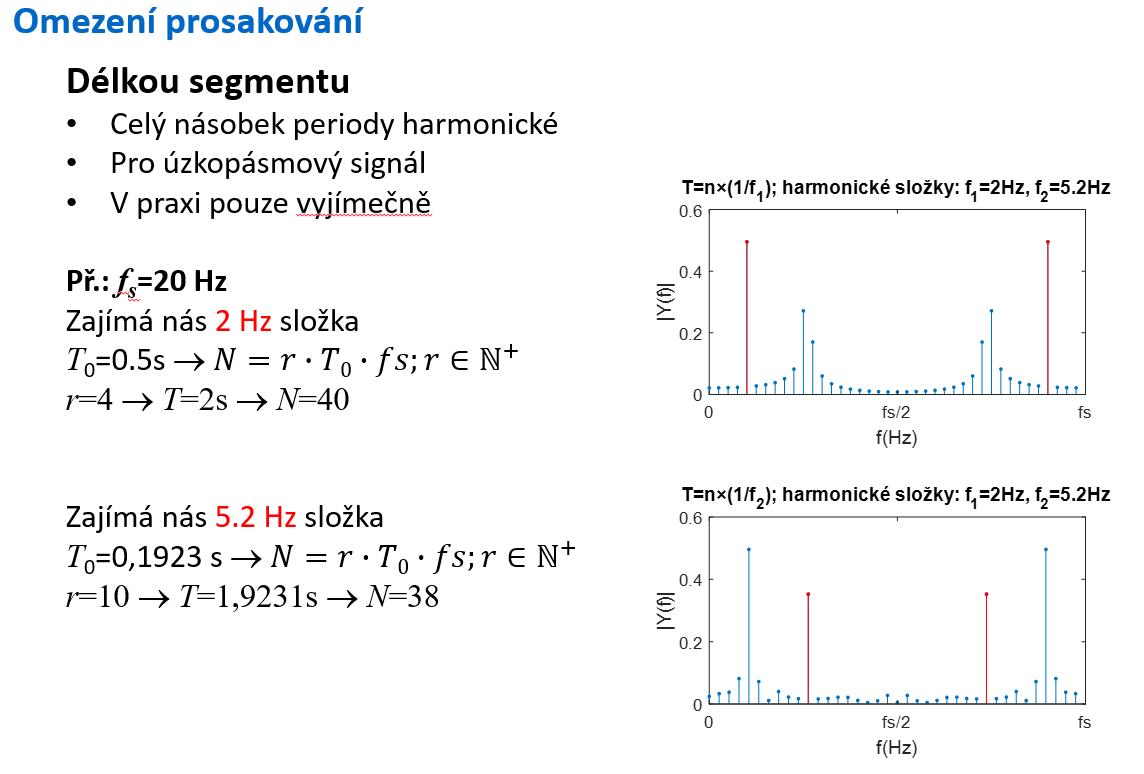 Omezení prosakování
Délkou segmentu
• Celý násobek periody harmonické
• Pro úzkopásmový signál
• V praxi pouze vyjímečně
Př.: fₛ=20 Hz
Zajímá nás 2 Hz složka
T₀=0.5s → N = r · T₀ · fs; r ∈ ℕ⁺
r=4 → T=2s → N=40
Zajímá nás 5.2 Hz složka
T₀=0,1923 s → N = r · T₀ · fs; r ∈ ℕ⁺
r=10 → T=1,9231s → N=38
T=n×(1/f₁); harmonické složky: f₁=2Hz, f₂=5.2Hz
0.6
0.4
0.2
0
|Y(f)|
0 fs/2 fs
f(Hz)
T=n×(1/f₂); harmonické složky: f₁=2Hz, f₂=5.2Hz
0.6
0.4
0.2
0
|Y(f)|
0 fs/2 fs
f(Hz)